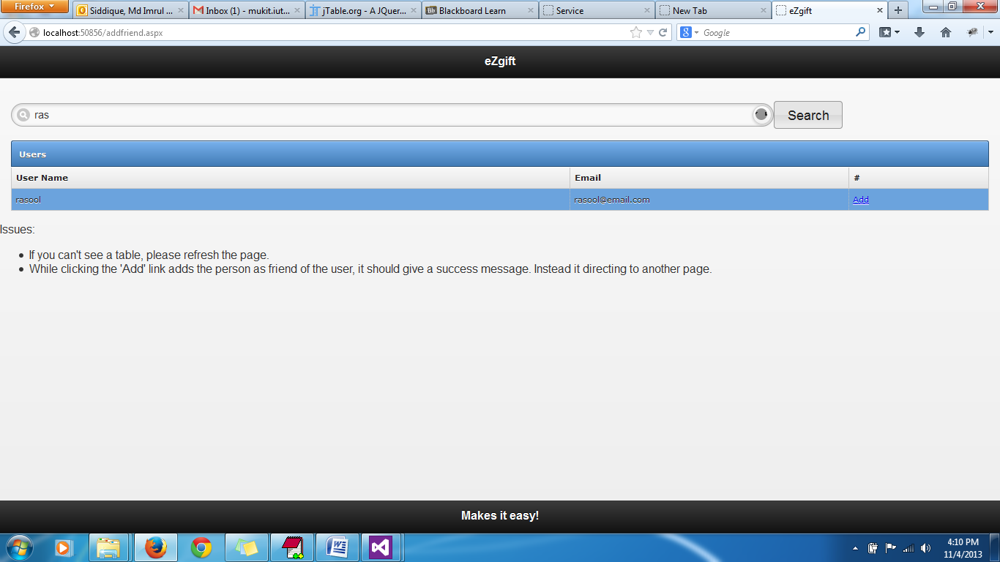 Firefox
Siddique, Md Imrul ...
Inbox (1) - mukit.iut...
jTable.org - A JQuer...
Bb Blackboard Learn
Service
New Tab
eZgift
localhost:50856/addfriend.aspx
Google
eZgift
ras
Search
Users
User Name Email #
rasool rasool@email.com Add
Issues:
If you can't see a table, please refresh the page.
While clicking the 'Add' link adds the person as friend of the user, it should give a success message. Instead it directing to another page.
Makes it easy!
4:10 PM
11/4/2013